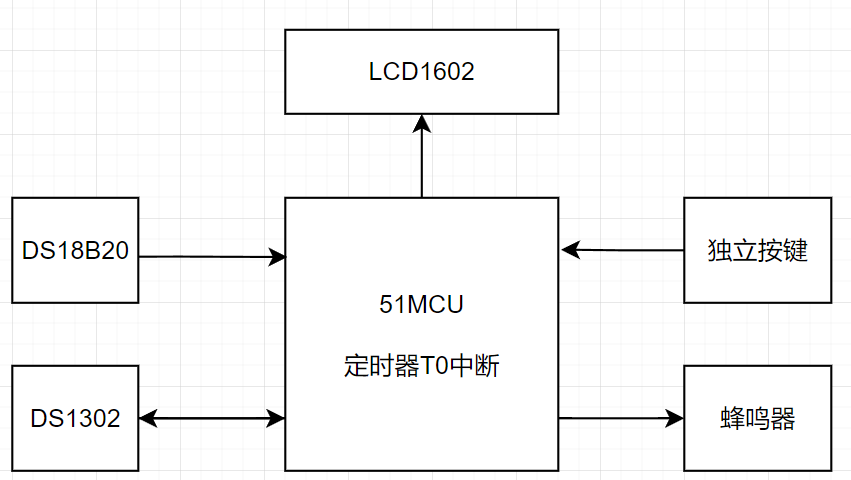 LCD1602
DS18B20
独立按键
51MCU
定时器T0中断
DS1302
蜂鸣器